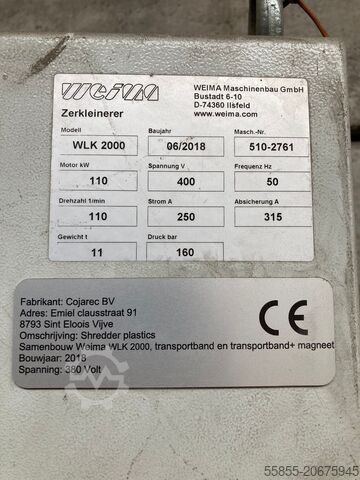 WEIMA
WEIMA Maschinenbau GmbH
Bustadt 6-10
D-74360 Ilsfeld
www.weima.com
Zerkleinerer
Modell Baujahr Masch.-Nr.
WLK 2000 06/2018 510-2761
Motor kW Spannung V Frequenz Hz
110 400 50
Drehzahl 1/min Strom A Absicherung A
110 250 315
Gewicht t Druck bar
11 160
Fabrikant: Cojarec BV
Adres: Emiel clausstraat 91
8793 Sint Eloois Vijve
Omschrijving: Shredder plastics
Samenbouw Weima WLK 2000, transportband en transportband+ magneet
Bouwjaar: 2018
Spanning: 380 Volt
CE
55855-20675945